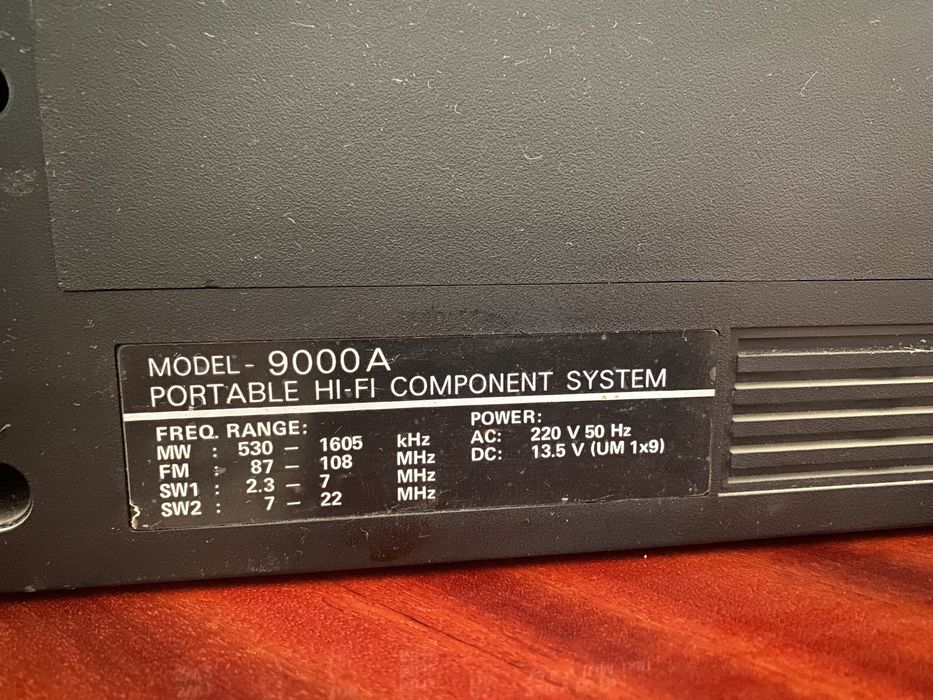 MODEL - 9000 A
PORTABLE HI-FI COMPONENT SYSTEM
FREQ. RANGE:
MW : 530 – 1605 kHz
FM : 87 – 108 MHz
SW1 : 2.3 – 7 MHz
SW2 : 7 – 22 MHz
POWER:
AC: 220 V 50 Hz
DC: 13.5 V (UM 1x9)